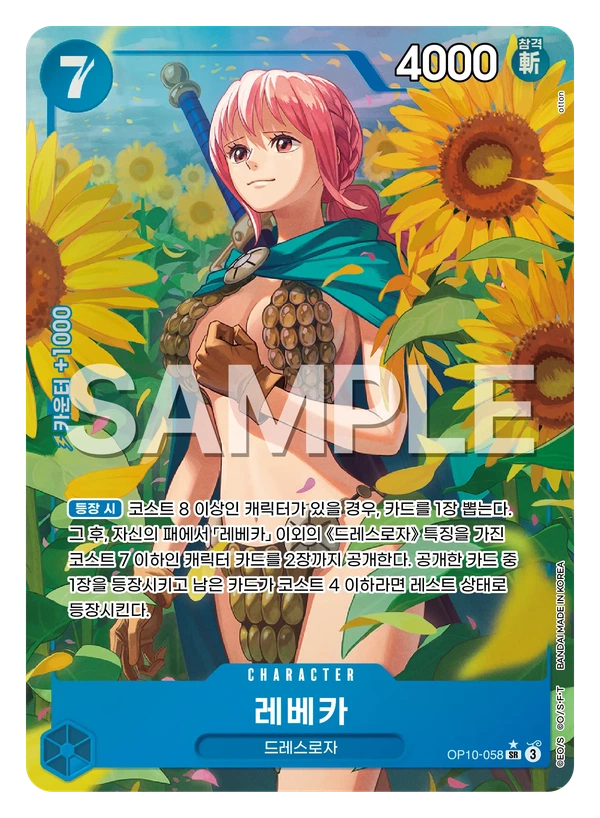 7
4000
참격
斬
otton
카운터 +1000
SAMPLE
등장 시 코스트 8 이상인 캐릭터가 있을 경우, 카드를 1장 뽑는다.
그 후, 자신의 패에서 「레베카」 이외의 《드레스로자》 특징을 가진
코스트 7 이하인 캐릭터 카드를 2장까지 공개한다. 공개한 카드 중
1장을 등장시키고 남은 카드가 코스트 4 이하라면 레스트 상태로
등장시킨다.
CHARACTER
레베카
드레스로자
OP10-058 SR 3
©E.O/S. ©O/S·F·T BANDAI MADE IN KOREA